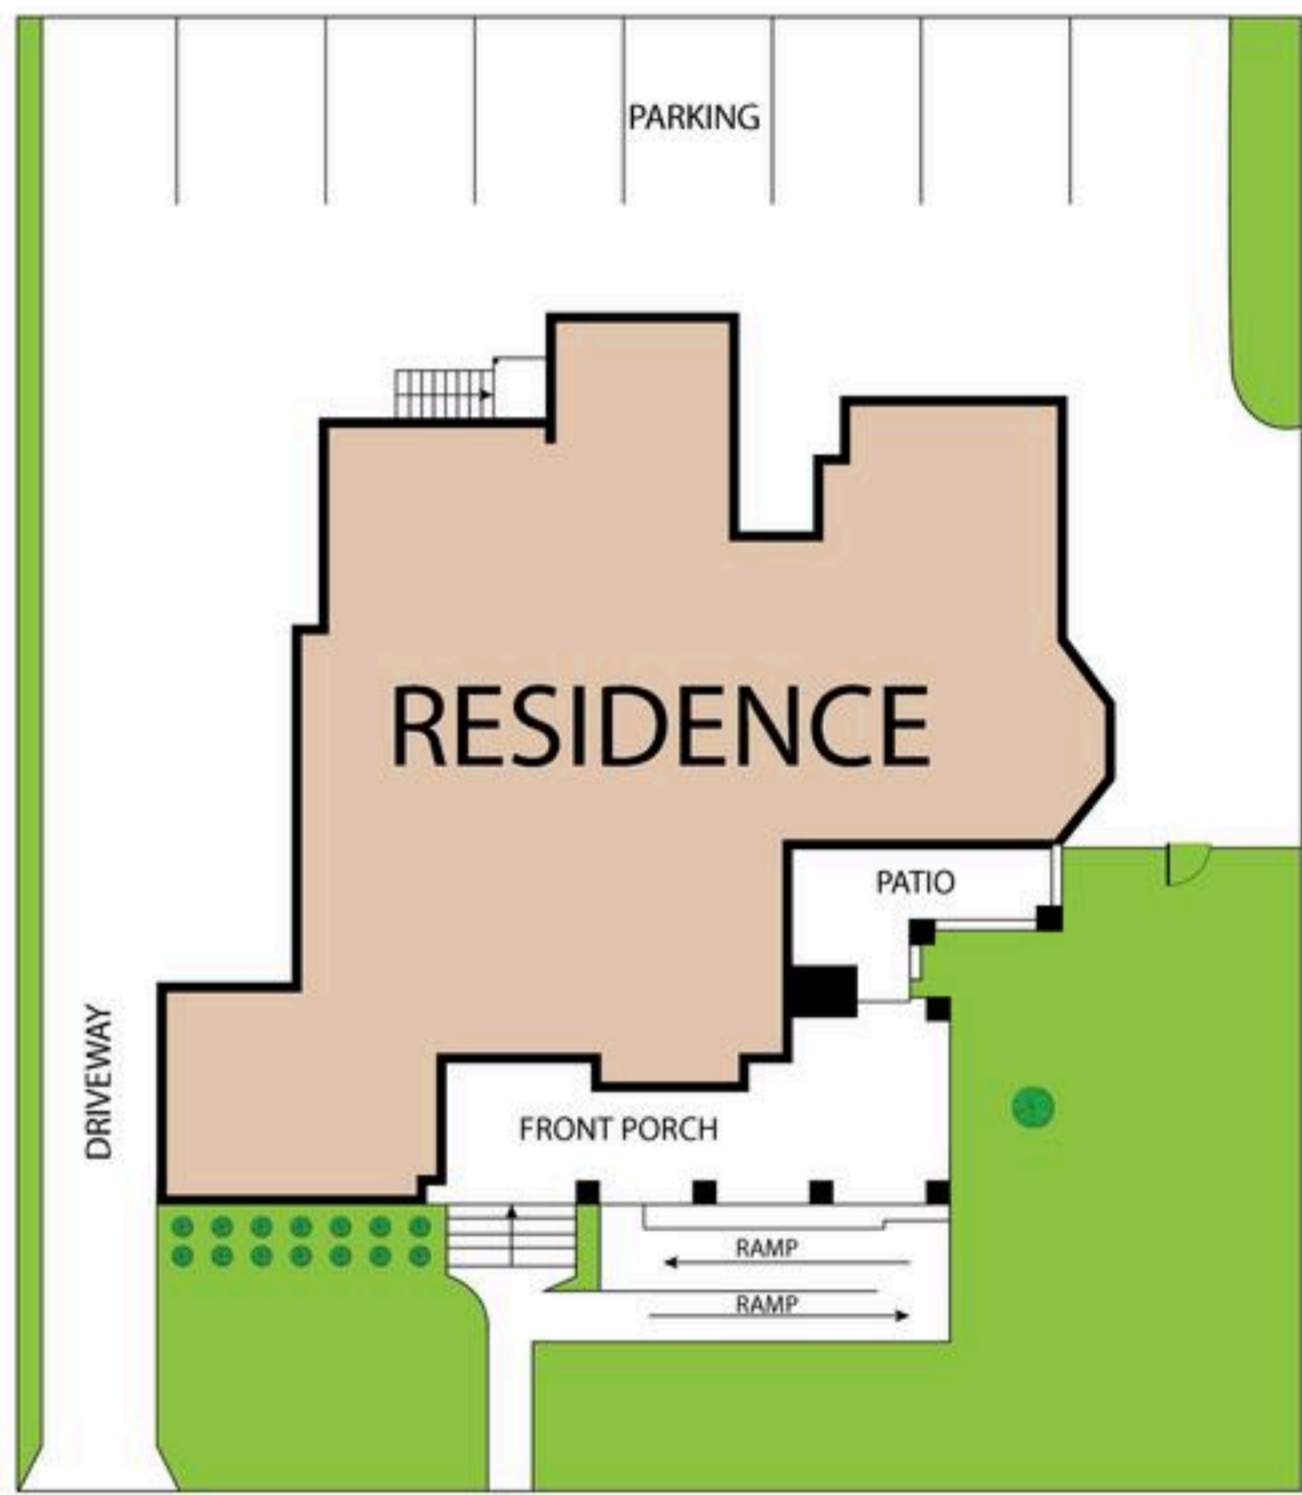 PARKING
RESIDENCE
PATIO
DRIVEWAY
FRONT PORCH
RAMP
RAMP